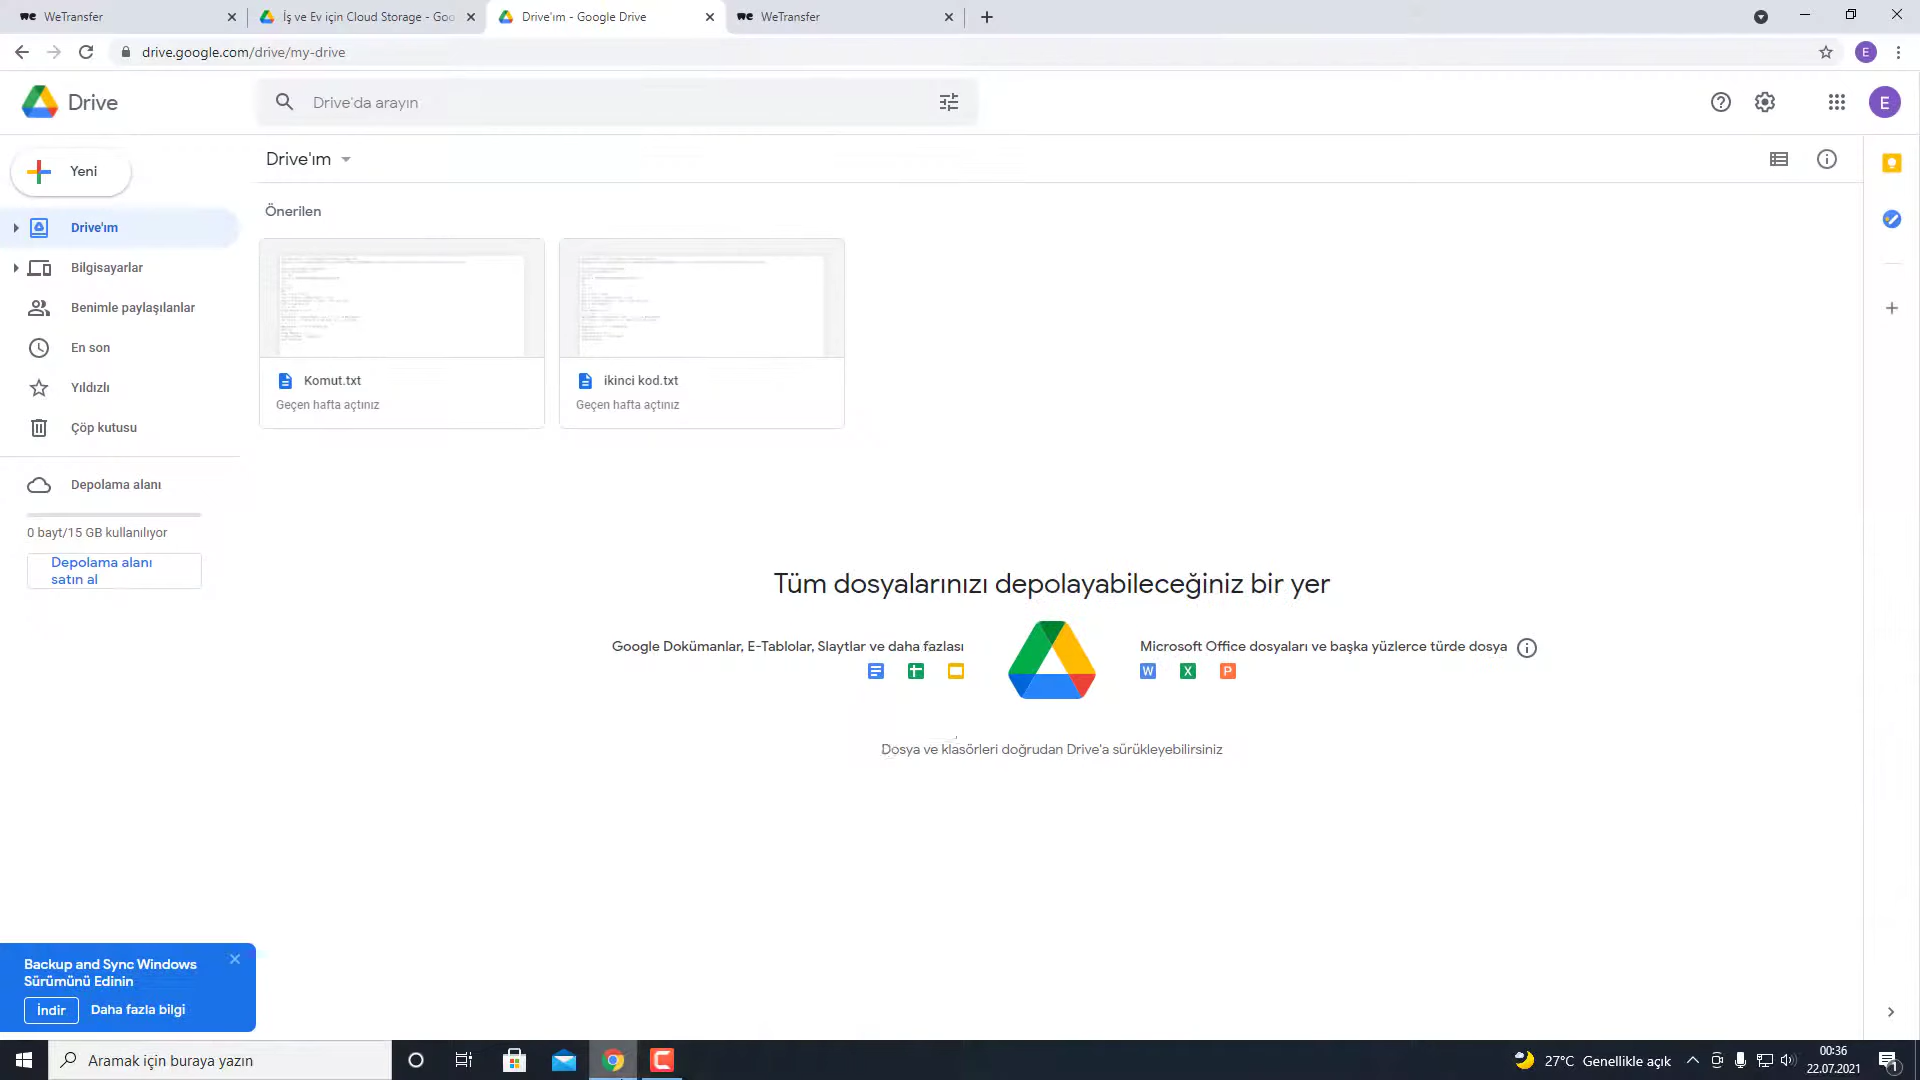 WeTransfer
İş ve Ev için Cloud Storage - Goo
Drive'ım - Google Drive
WeTransfer
drive.google.com/drive/my-drive
E
Drive
Drive'da arayın
E
Yeni
Drive'ım
Drive'ım
Bilgisayarlar
Benimle paylaşılanlar
En son
Yıldızlı
Çöp kutusu
Depolama alanı
0 bayt/15 GB kullanılıyor
Depolama alanı
satın al
Önerilen
Komut.txt
Geçen hafta açtınız
ikinci kod.txt
Geçen hafta açtınız
Tüm dosyalarınızı depolayabileceğiniz bir yer
Google Dokümanlar, E-Tablolar, Slaytlar ve daha fazlası
Microsoft Office dosyaları ve başka yüzlerce türde dosya
W X P
Dosya ve klasörleri doğrudan Drive'a sürükleyebilirsiniz
Backup and Sync Windows
Sürümünü Edinin
İndir
Daha fazla bilgi
Aramak için buraya yazın
27°C Genellikle açık
00:36
22.07.2021
1